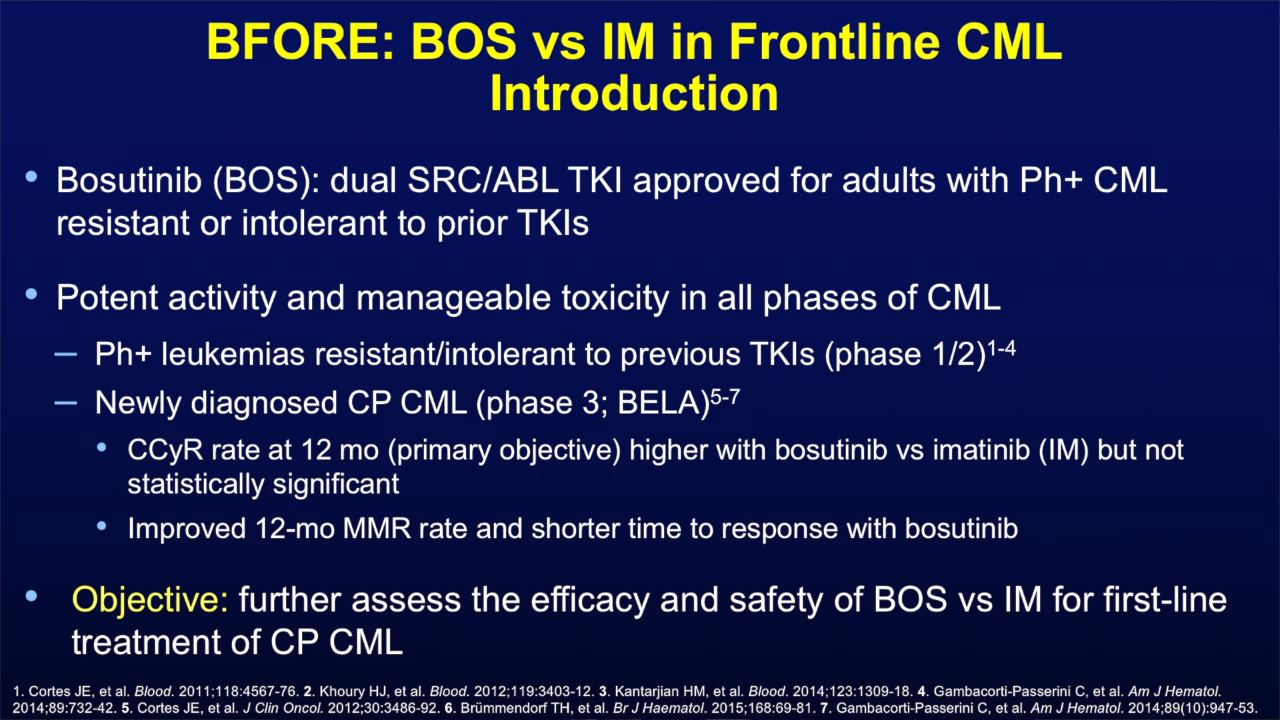 BFORE: BOS vs IM in Frontline CML
Introduction
• Bosutinib (BOS): dual SRC/ABL TKI approved for adults with Ph+ CML
resistant or intolerant to prior TKIs
• Potent activity and manageable toxicity in all phases of CML
– Ph+ leukemias resistant/intolerant to previous TKIs (phase 1/2)1-4
– Newly diagnosed CP CML (phase 3; BELA)5-7
• CCyR rate at 12 mo (primary objective) higher with bosutinib vs imatinib (IM) but not
statistically significant
• Improved 12-mo MMR rate and shorter time to response with bosutinib
• Objective: further assess the efficacy and safety of BOS vs IM for first-line
treatment of CP CML
1. Cortes JE, et al. Blood. 2011;118:4567-76. 2. Khoury HJ, et al. Blood. 2012;119:3403-12. 3. Kantarjian HM, et al. Blood. 2014;123:1309-18. 4. Gambacorti-Passerini C, et al. Am J Hematol.
2014;89:732-42. 5. Cortes JE, et al. J Clin Oncol. 2012;30:3486-92. 6. Brümmendorf TH, et al. Br J Haematol. 2015;168:69-81. 7. Gambacorti-Passerini C, et al. Am J Hematol. 2014;89(10):947-53.